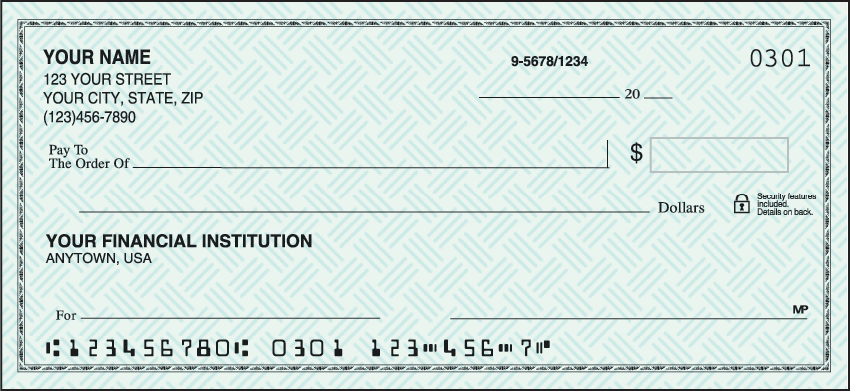 YOUR NAME
9-5678/1234
0301
123 YOUR STREET
YOUR CITY, STATE, ZIP
20
(123)456-7890
Pay To
The Order Of
$
Dollars
Security features
included.
Details on back.
YOUR FINANCIAL INSTITUTION
ANYTOWN, USA
For
MP
⑆123456780⑆ 0301 123⑉456⑉7⑈